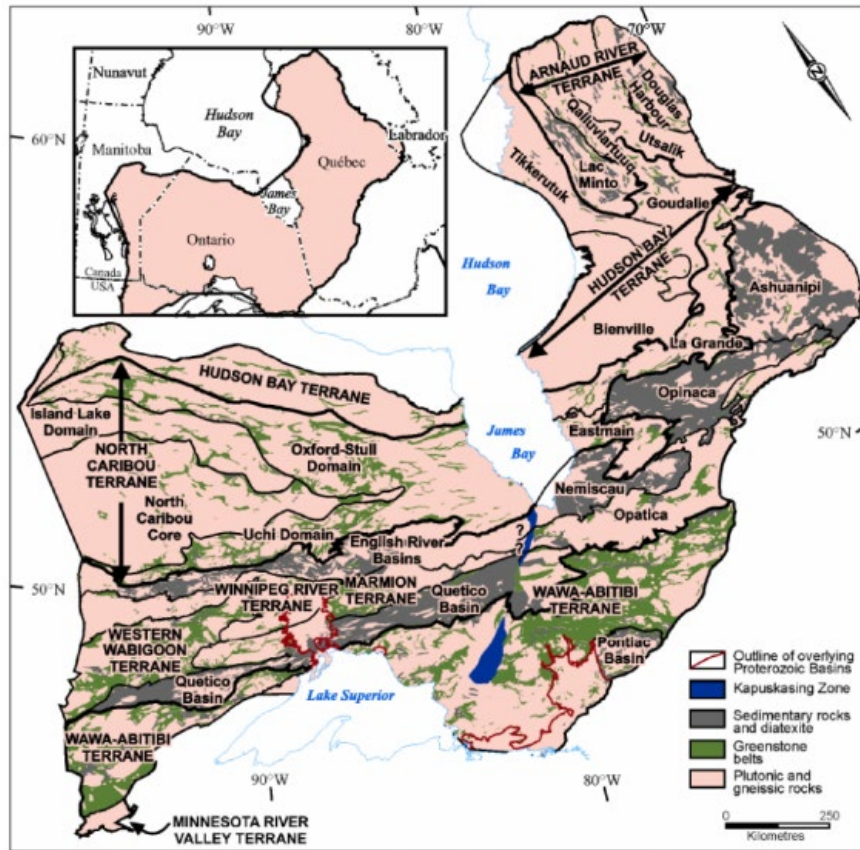 90°W
70°W
60°N
Nunavut
Hudson
Bay
Manitoba
Labrador
Québec
James
Bay
Ontario
Canada
USA
N
ARNAUD RIVER
TERRANE
Douglas
Harbour
Qalluviartuuq
Utsalik
Lac
Minto
Tikkerutuk
Goudalie
HUDSON BAY
TERRANE
Hudson
Bay
Ashuanipi
Bienville
La Grande
Opinaca
HUDSON BAY TERRANE
Island Lake
Domain
NORTH
CARIBOU
TERRANE
Oxford-Stull
Domain
James
Bay
Eastmain
50°N
Nemiscau
North
Caribou
Core
Opatica
Uchi Domain
English River
Basins
?
?
50°N
WINNIPEG RIVER
TERRANE
MARMION
TERRANE
Quetico
Basin
WAWA-ABITIBI
TERRANE
WESTERN
WABIGOON
TERRANE
Pontiac
Basin
Quetico
Basin
Lake Superior
WAWA-ABITIBI
TERRANE
90°W
80°W
MINNESOTA RIVER
VALLEY TERRANE
Outline of overlying
Proterozoic Basins
Kapuskasing Zone
Sedimentary rocks
and diatexite
Greenstone
belts
Plutonic and
gneissic rocks
0 250
Kilometres